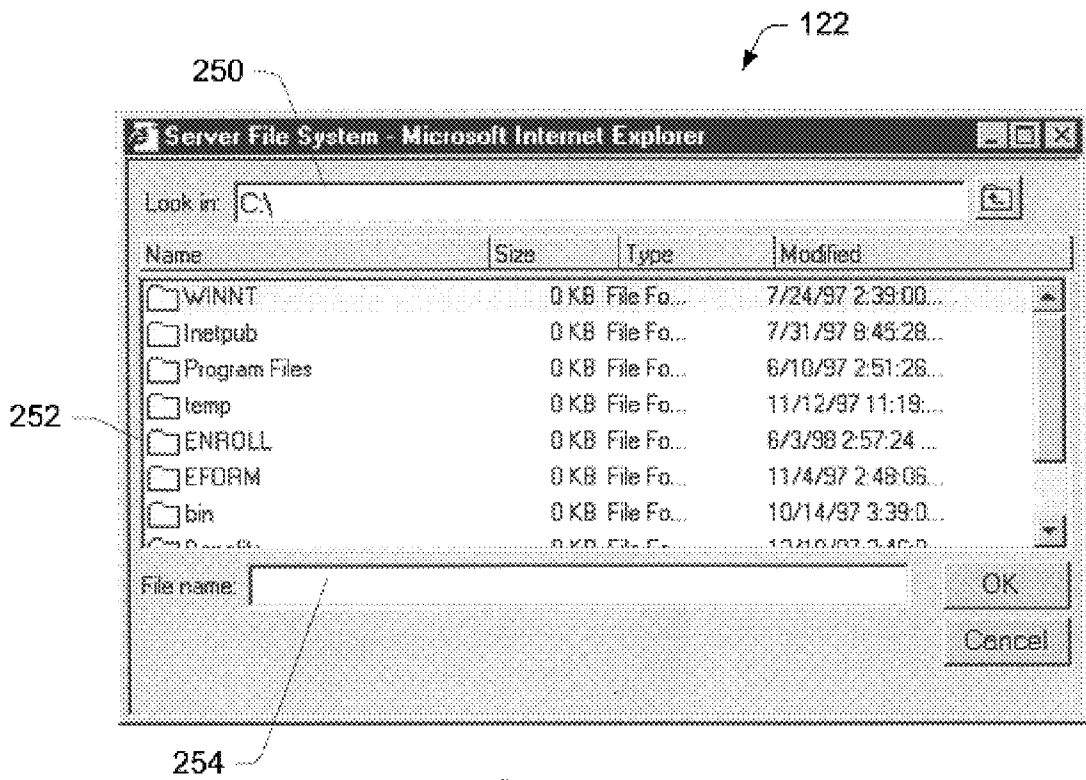 122
250
Server File System - Microsoft Internet Explorer
Look in: C:\
Name Size Type Modified
WINNT 0 KB File Fo... 7/24/97 2:39:00...
Inetpub 0 KB File Fo... 7/31/97 8:45:28...
Program Files 0 KB File Fo... 6/10/97 2:51:26...
temp 0 KB File Fo... 11/12/97 11:19:...
252
ENROLL 0 KB File Fo... 6/3/98 2:57:24 ...
EFORM 0 KB File Fo... 11/4/97 2:48:06...
bin 0 KB File Fo... 10/14/97 3:39:0...
File name: OK
Cancel
254